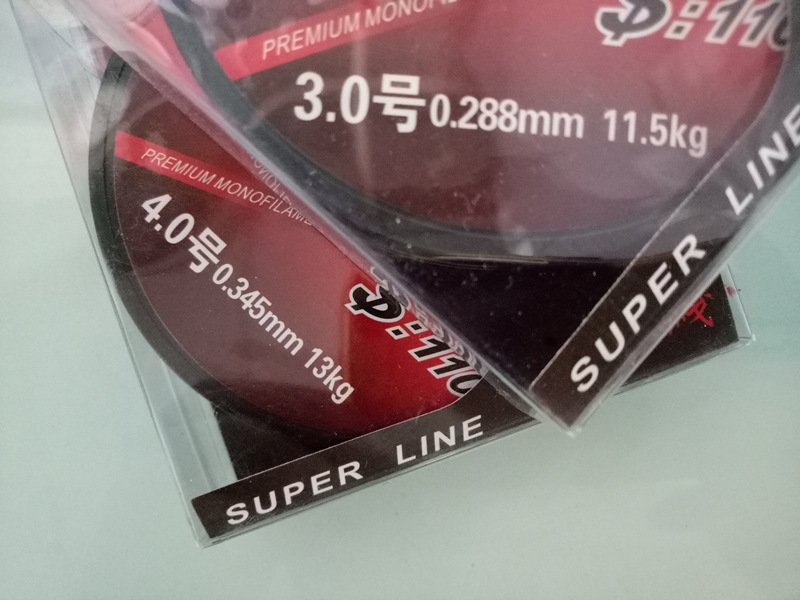 PREMIUM MONOFIL
3.0号 0.288mm 11.5kg
SUPER LINE
PREMIUM MONOFILAME
4.0号 0.345mm 13kg
SUPER LINE